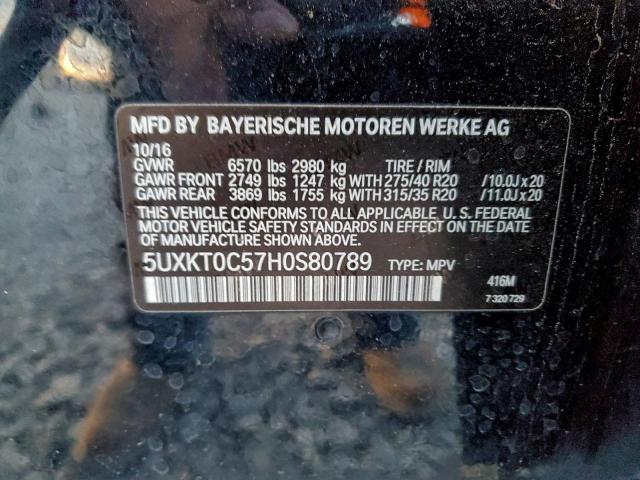 MFD BY BAYERISCHE MOTOREN WERKE AG
10/16
GVWR 6570 lbs 2980 kg TIRE / RIM
GAWR FRONT 2749 lbs 1247 kg WITH 275/40 R20 /10.0J x 20
GAWR REAR 3869 lbs 1755 kg WITH 315/35 R20 /11.0J x 20
THIS VEHICLE CONFORMS TO ALL APPLICABLE, U. S. FEDERAL
MOTOR VEHICLE SAFETY STANDARDS IN EFFECT ON THE
DATE OF MANUFACTURE SHOWN ABOVE.
5UXKT0C57H0S80789 TYPE: MPV
416M
7 320 729